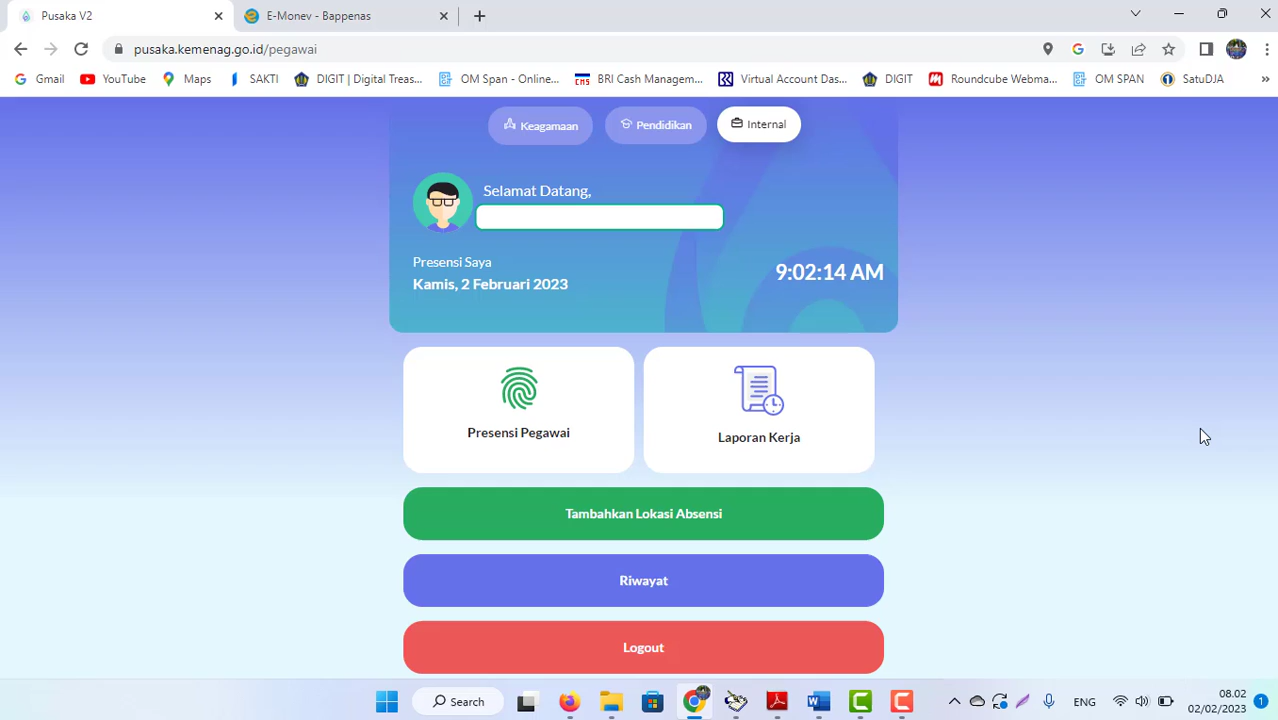 Pusaka V2
E-Monev - Bappenas
pusaka.kemenag.go.id/pegawai
Gmail YouTube Maps SAKTI DIGIT | Digital Treas... OM Span - Online... CMS BRI Cash Managem... Virtual Account Das... DIGIT Roundcube Webma... OM SPAN SatuDJA
Keagamaan Pendidikan Internal
Selamat Datang,
Presensi Saya
Kamis, 2 Februari 2023
9:02:14 AM
Presensi Pegawai
Laporan Kerja
Tambahkan Lokasi Absensi
Riwayat
Logout
Search
ENG
08.02
02/02/2023
1